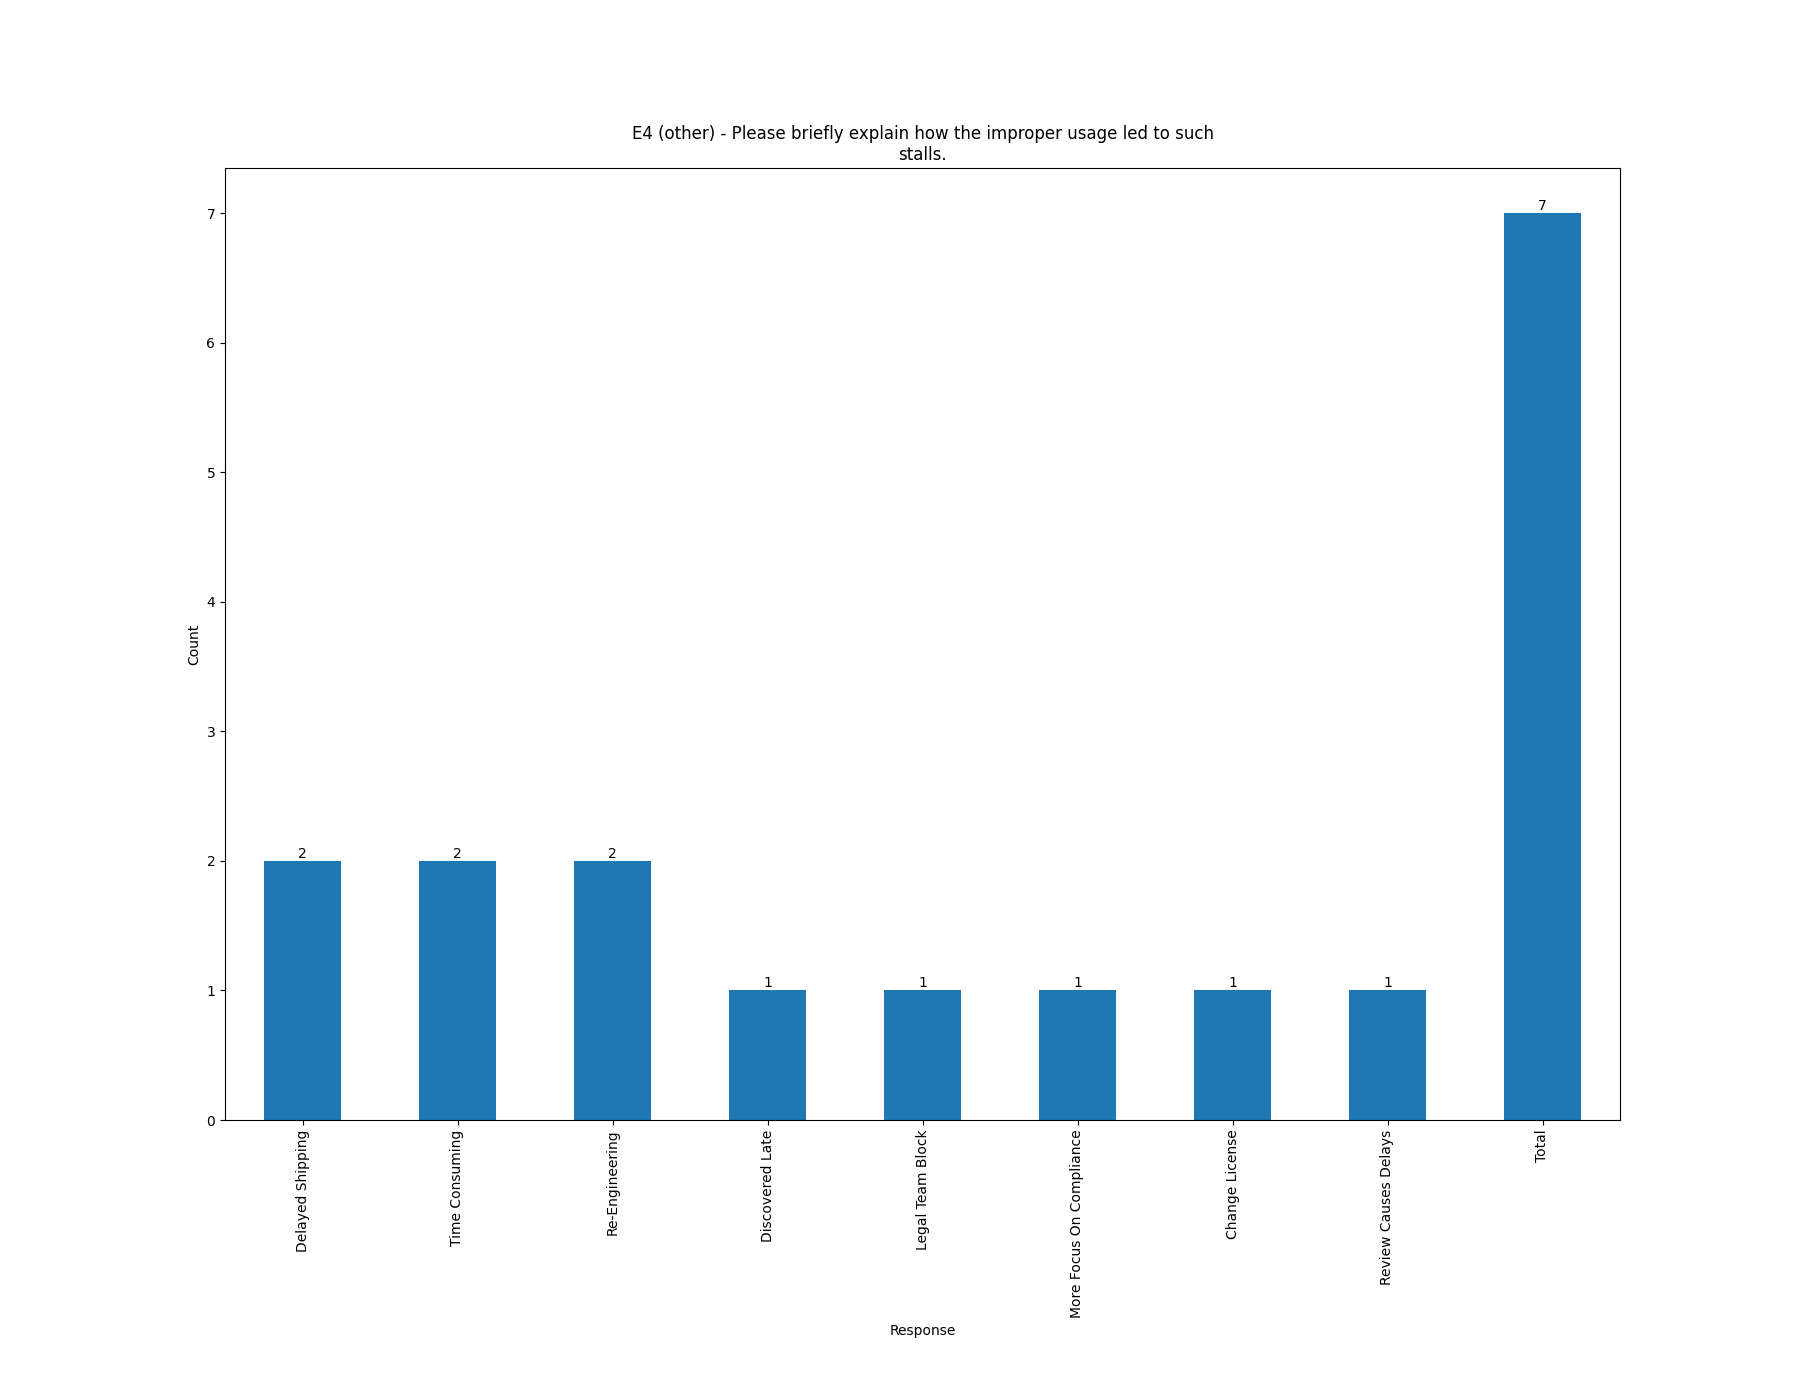 E4 (other) - Please briefly explain how the improper usage led to such
stalls.
Count
7
6
5
4
3
2
1
0
2
2
2
1
1
1
1
1
7
Delayed Shipping
Time Consuming
Re-Engineering
Discovered Late
Legal Team Block
More Focus On Compliance
Change License
Review Causes Delays
Total
Response